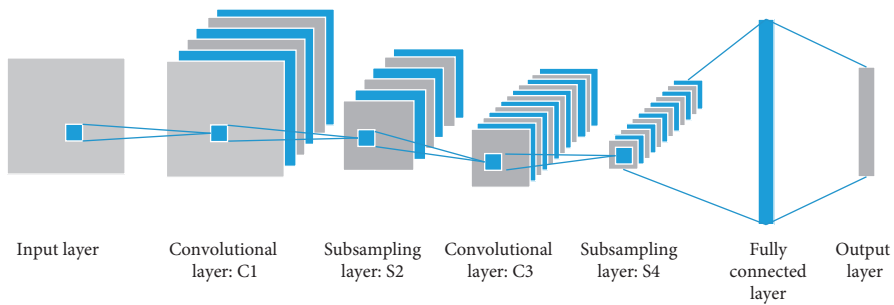 Input layer
Convolutional
layer: C1
Subsampling
layer: S2
Convolutional
layer: C3
Subsampling
layer: S4
Fully
connected
layer
Output
layer